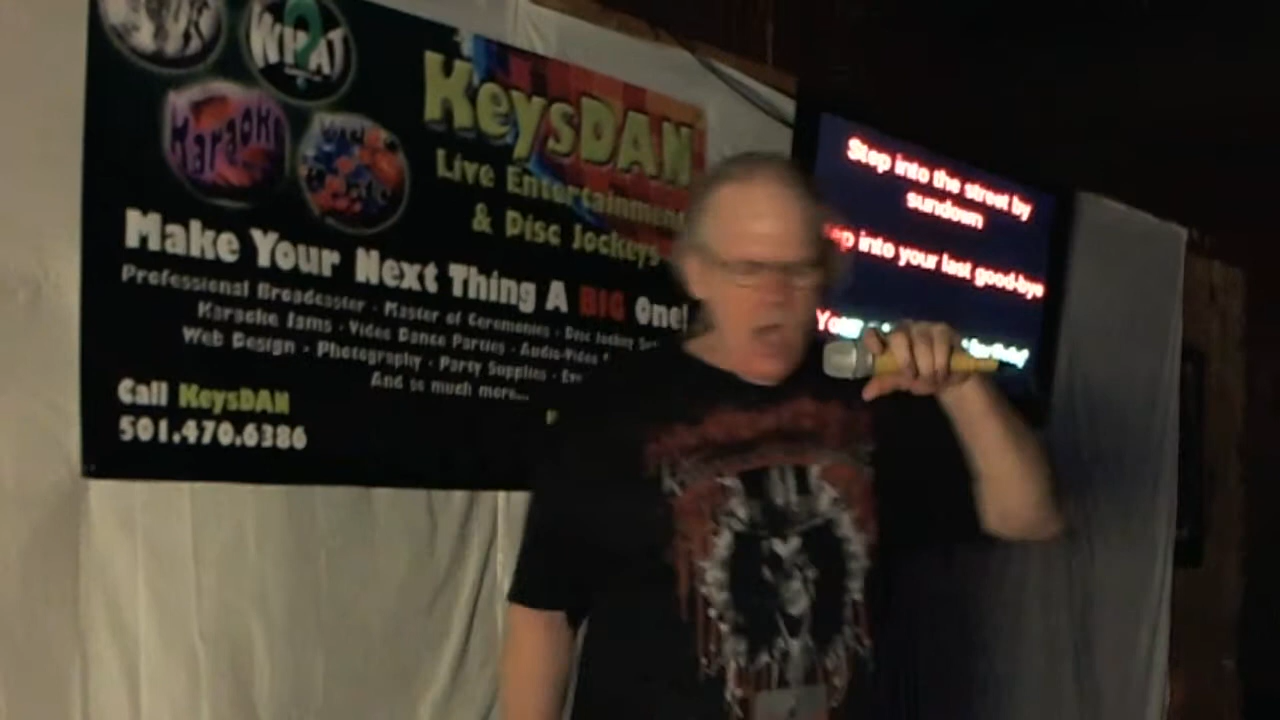 WHAT
Karaoke
KeysDAN
Live Entertainment
& Disc Jockeys
Make Your Next Thing A BIG One!
Professional Broadcaster · Master of Ceremonies · Disc Jockey
Karaoke Jams · Video Dance Parties · Audio-Video
Web Design · Photography · Party Supplies ·
And so much more...
Call KeysDAN
501.470.6386
Step into the street by
sundown
ep into your last good-bye
Your